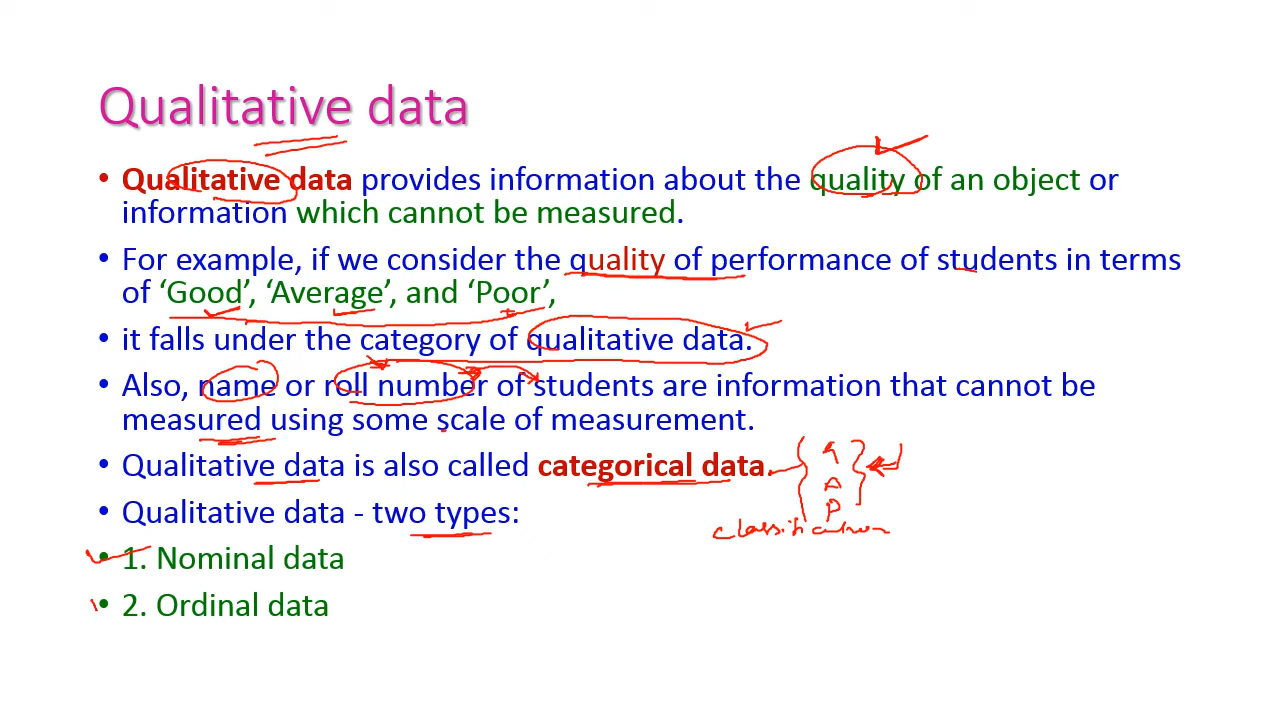 Qualitative data
• Qualitative data provides information about the quality of an object or
information which cannot be measured.
• For example, if we consider the quality of performance of students in terms
of ‘Good’, ‘Average’, and ‘Poor’,
• it falls under the category of qualitative data.
• Also, name or roll number of students are information that cannot be
measured using some scale of measurement.
• Qualitative data is also called categorical data.
A
P
• Qualitative data - two types:
classification
• 1. Nominal data
• 2. Ordinal data